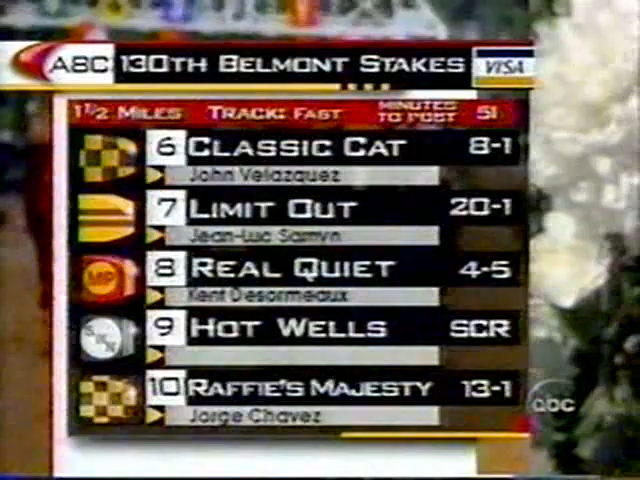 ABC 130TH BELMONT STAKES VISA
1 1/2 MILES TRACK: FAST MINUTES TO POST 51
6 CLASSIC CAT 8-1
John Velazquez
7 LIMIT OUT 20-1
Jean-Luc Samyn
8 REAL QUIET 4-5
Kent Desormeaux
9 HOT WELLS SCR
10 RAFFIE'S MAJESTY 13-1
Jorge Chavez
abc